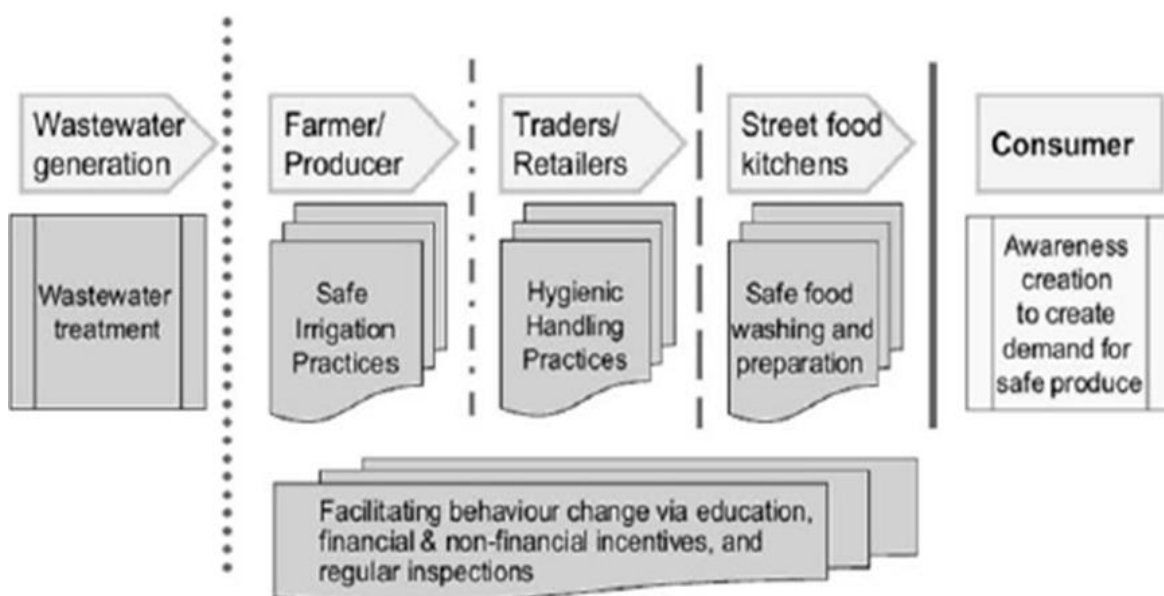 Wastewater
generation
Farmer/
Producer
Traders/
Retailers
Street food
kitchens
Consumer
Wastewater
treatment
Safe
Irrigation
Practices
Hygienic
Handling
Practices
Safe food
washing and
preparation
Awareness
creation
to create
demand for
safe produce
Facilitating behaviour change via education,
financial & non-financial incentives, and
regular inspections